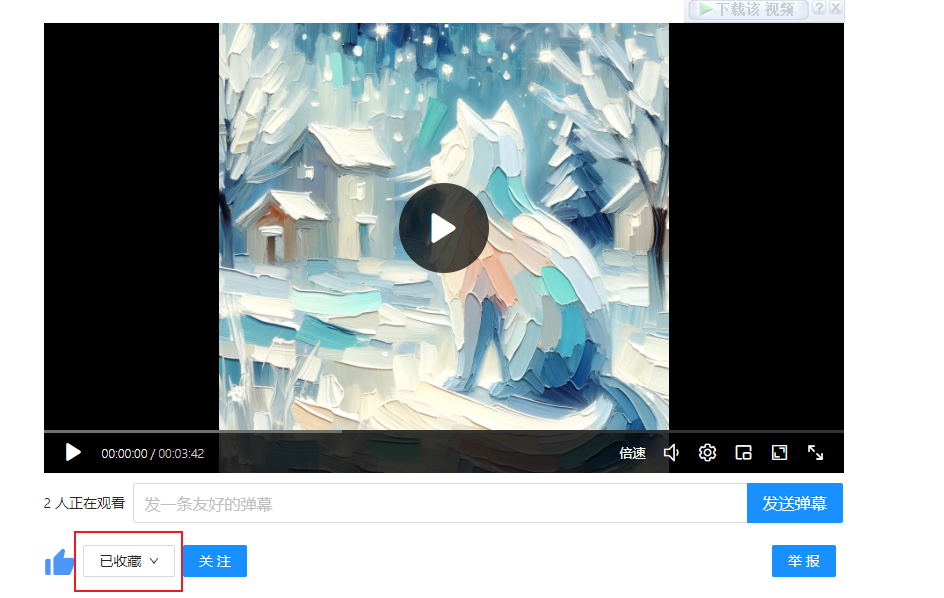 下载该 视频 ? X
00:00:00 / 00:03:42 倍速
2 人正在观看 发一条友好的弹幕 发送弹幕
已收藏 关 注 举 报